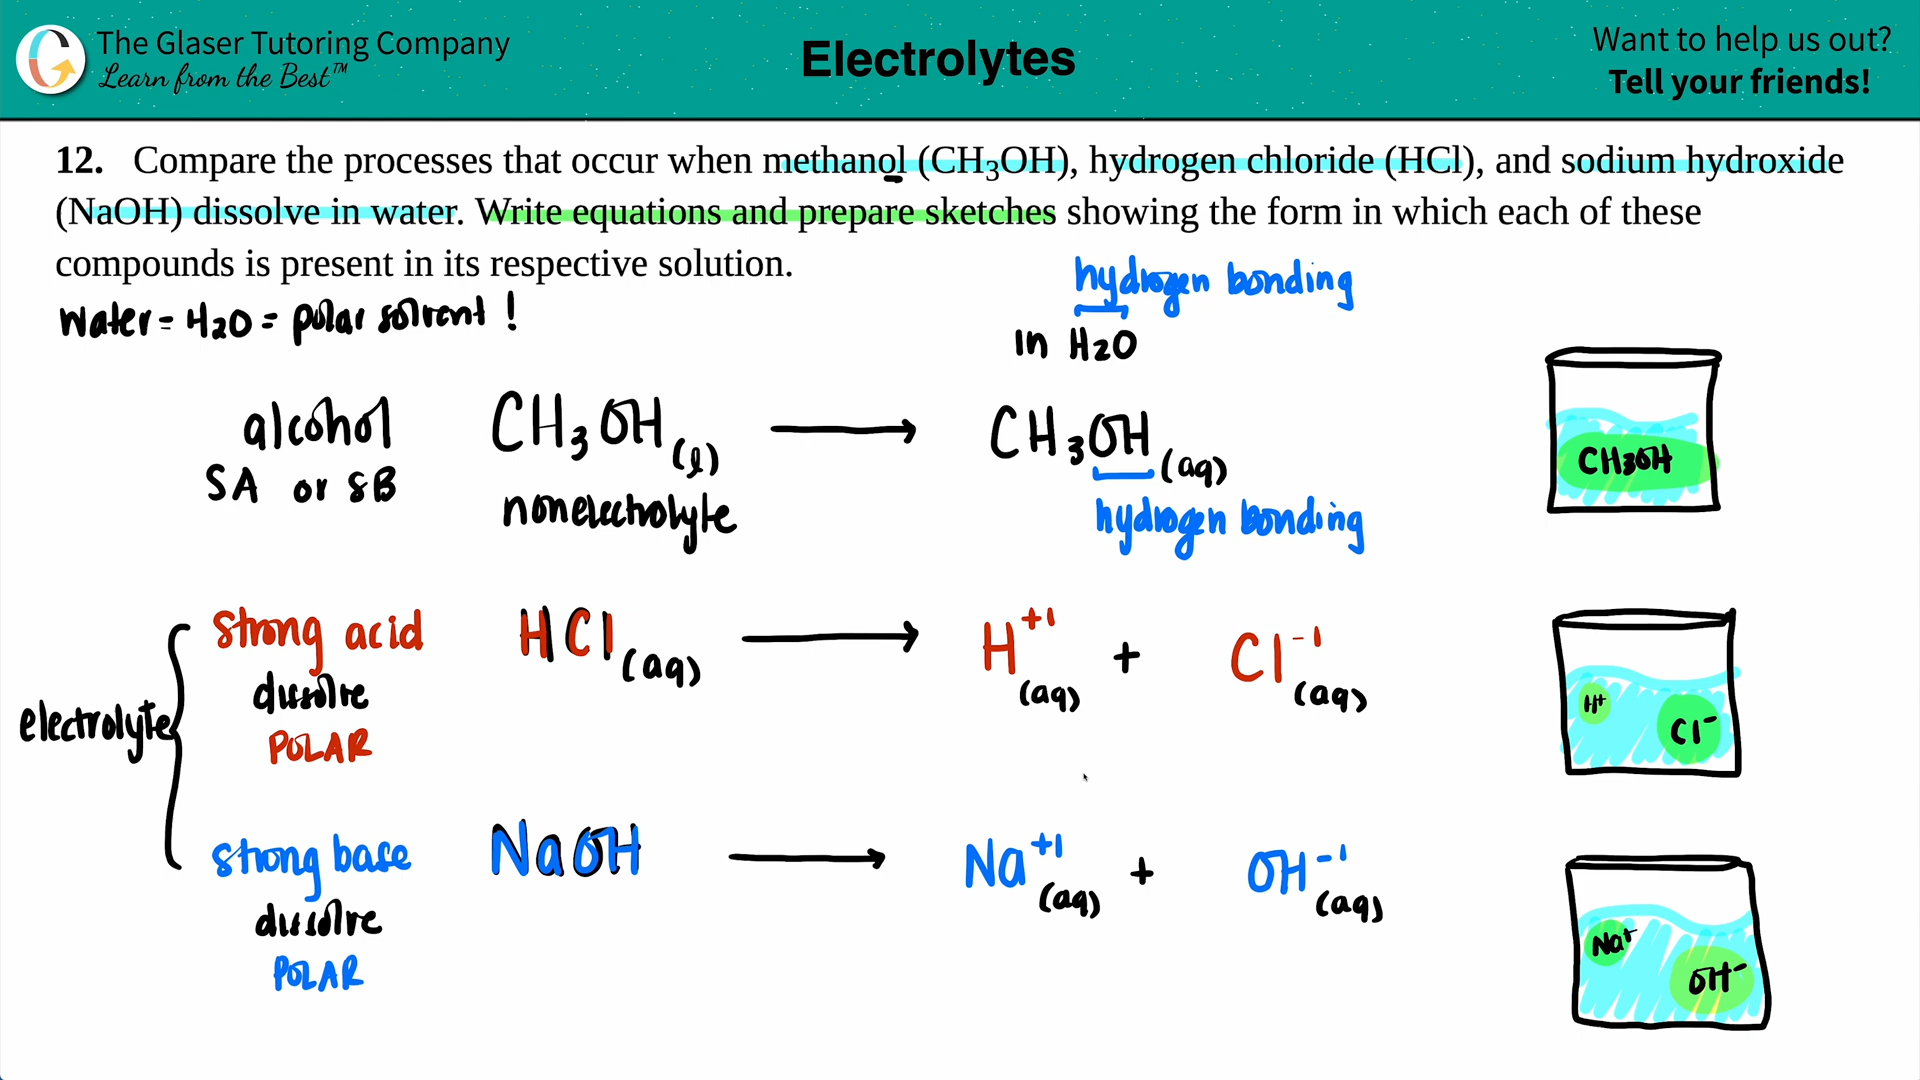 The Glaser Tutoring Company
Learn from the Best™
Electrolytes
Want to help us out?
Tell your friends!
12. Compare the processes that occur when methanol (CH₃OH), hydrogen chloride (HCl), and sodium hydroxide
(NaOH) dissolve in water. Write equations and prepare sketches showing the form in which each of these
compounds is present in its respective solution.
hydrogen bonding
Water = H2O = polar solvent !
in H2O
alcohol CH₃OH(l) → CH₃OH(aq)
CH3OH
SA or SB
nonelectrolyte
hydrogen bonding
strong acid HCl(aq) → H⁺¹(aq) + Cl⁻¹(aq)
dissolve
H⁺ Cl⁻
electrolyte
POLAR
strong base NaOH → Na⁺¹(aq) + OH⁻¹(aq)
dissolve
Na⁺
OH⁻
POLAR